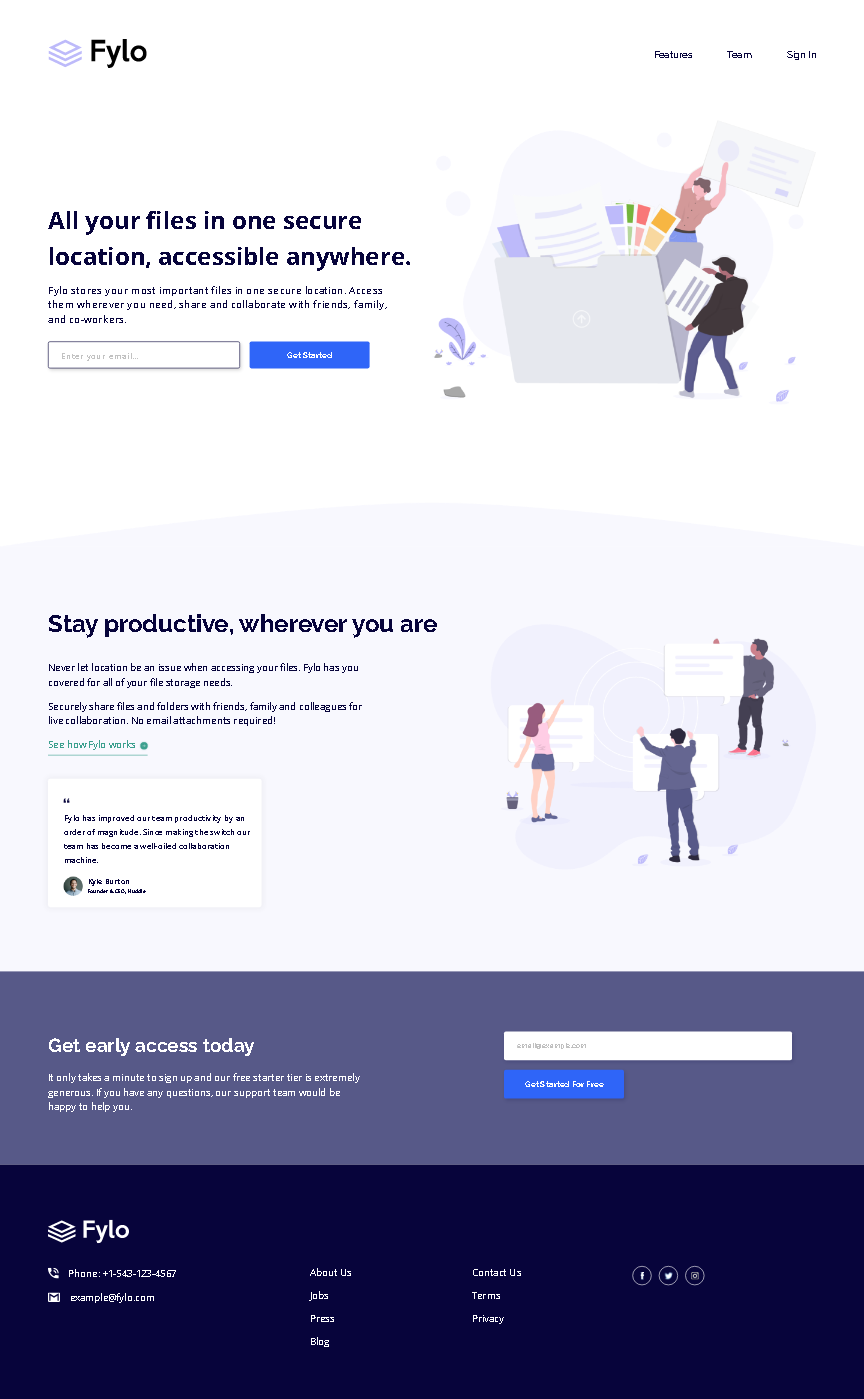 Fylo
Features Team Sign In
All your files in one secure
location, accessible anywhere.
Fylo stores your most important files in one secure location. Access
them wherever you need, share and collaborate with friends, family,
and co-workers.
Enter your email...
Get Started
Stay productive, wherever you are
Never let location be an issue when accessing your files. Fylo has you
covered for all of your file storage needs.
Securely share files and folders with friends, family and colleagues for
live collaboration. No email attachments required!
See how Fylo works
“
Fylo has improved our team productivity by an
order of magnitude. Since making the switch our
team has become a well-oiled collaboration
machine.
Kyle Burton
Founder & CEO, Huddle
Get early access today
It only takes a minute to sign up and our free starter tier is extremely
generous. If you have any questions, our support team would be
happy to help you.
email@example.com
Get Started For Free
Fylo
Phone: +1-543-123-4567
example@fylo.com
About Us
Jobs
Press
Blog
Contact Us
Terms
Privacy